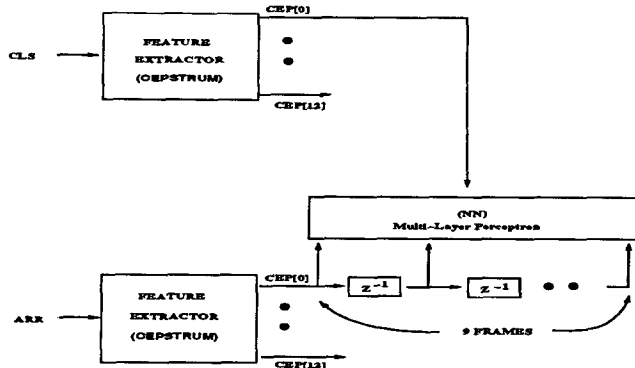 CEP[0]
FEATURE
EXTRACTOR
(CEPSTRUM)
CLS
CEP[12]
(NN)
Multi-Layer Perceptron
CEP[0]
z⁻¹
z⁻¹
FEATURE
EXTRACTOR
(CEPSTRUM)
ARR
9 FRAMES
CEP[12]